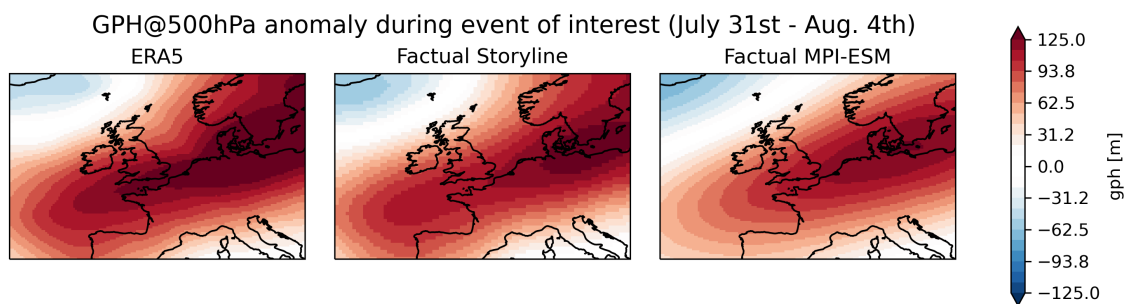 GPH@500hPa anomaly during event of interest (July 31st - Aug. 4th)
ERA5
Factual Storyline
Factual MPI-ESM
125.0
93.8
62.5
31.2
0.0
−31.2
−62.5
−93.8
−125.0
gph [m]